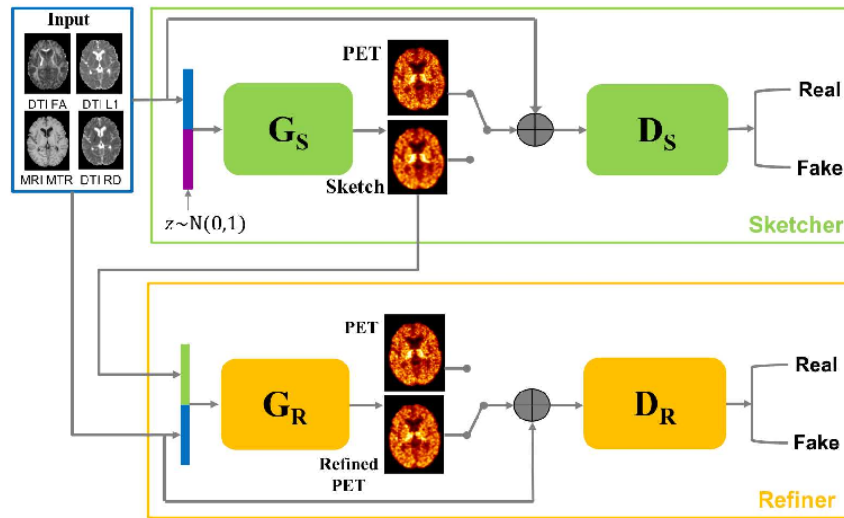 Input
DTI FA
DTI L1
MRI MTR
DTI RD
z~N(0,1)
G_S
PET
Sketch
D_S
Real
Fake
Sketcher
G_R
PET
Refined
PET
D_R
Real
Fake
Refiner